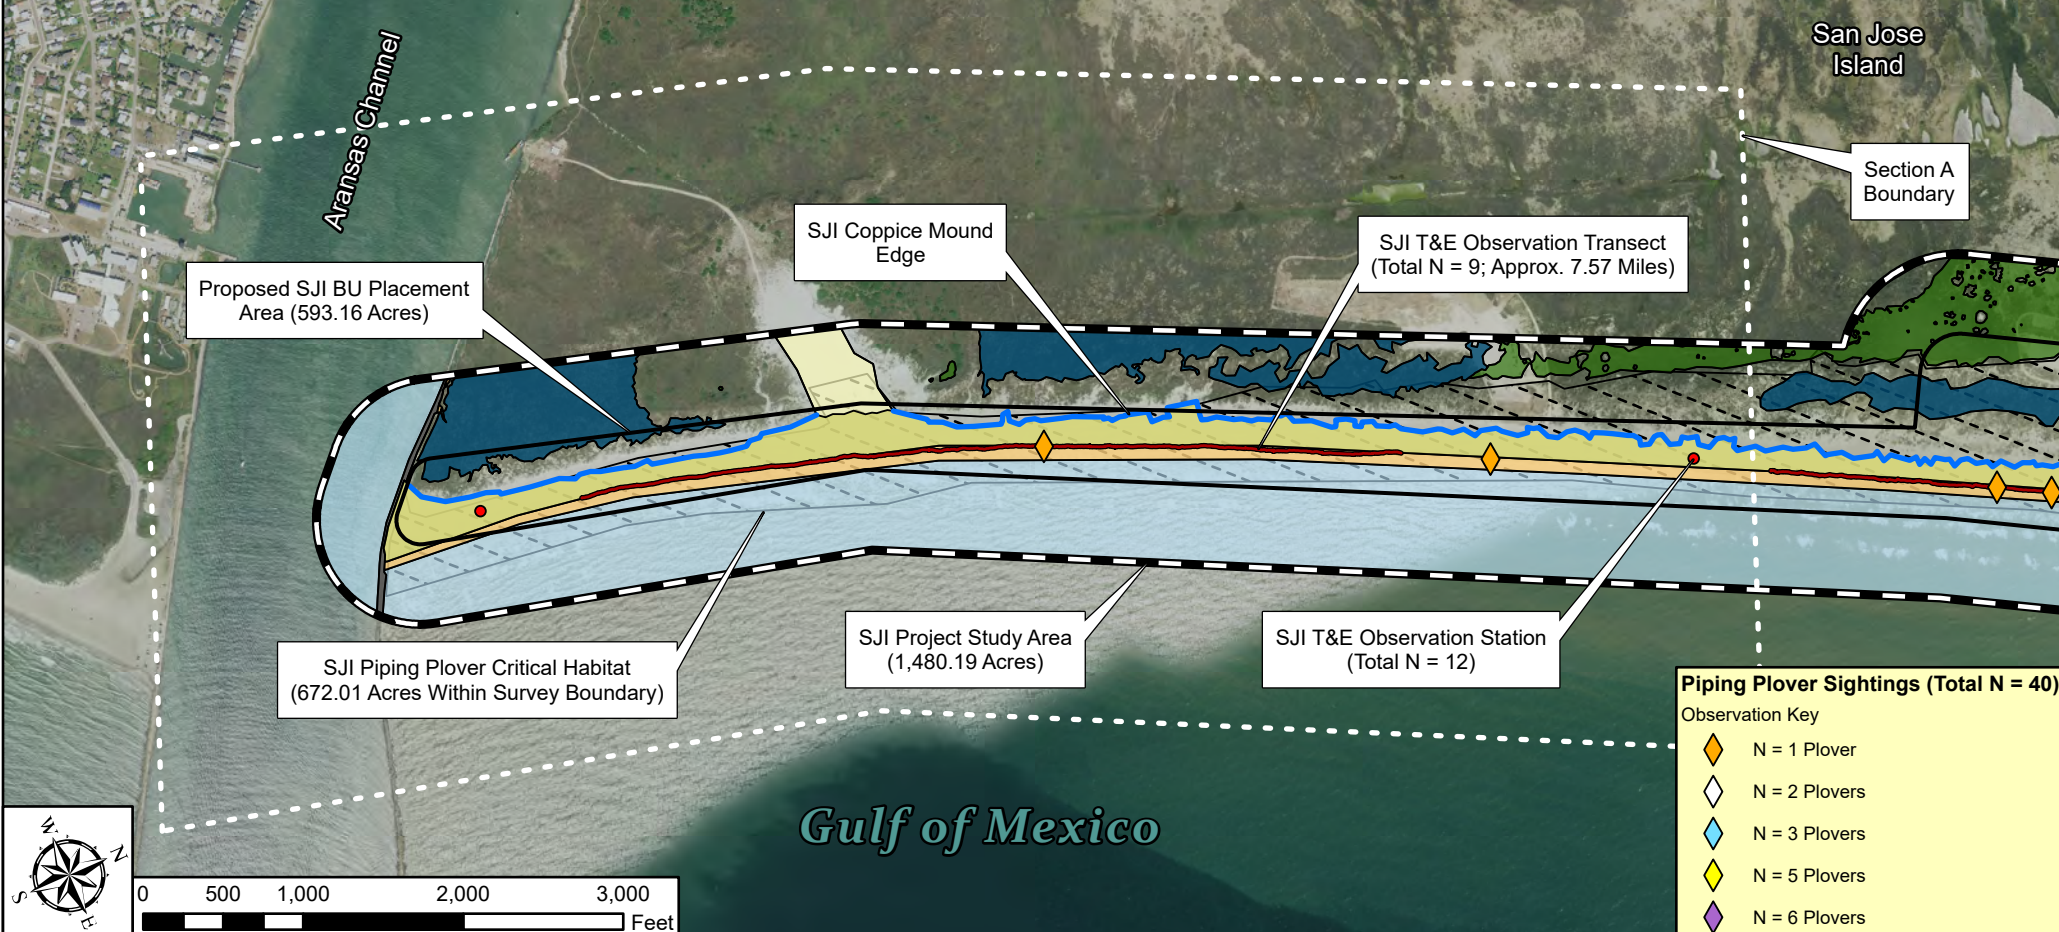 San Jose
Island
Aransas Channel
Section A
Boundary
SJI Coppice Mound
Edge
SJI T&E Observation Transect
(Total N = 9; Approx. 7.57 Miles)
Proposed SJI BU Placement
Area (593.16 Acres)
SJI Piping Plover Critical Habitat
(672.01 Acres Within Survey Boundary)
SJI Project Study Area
(1,480.19 Acres)
SJI T&E Observation Station
(Total N = 12)
Gulf of Mexico
Piping Plover Sightings (Total N = 40)
Observation Key
N = 1 Plover
N = 2 Plovers
N = 3 Plovers
N = 5 Plovers
N = 6 Plovers
W
N
S
E
0 500 1,000 2,000 3,000
Feet